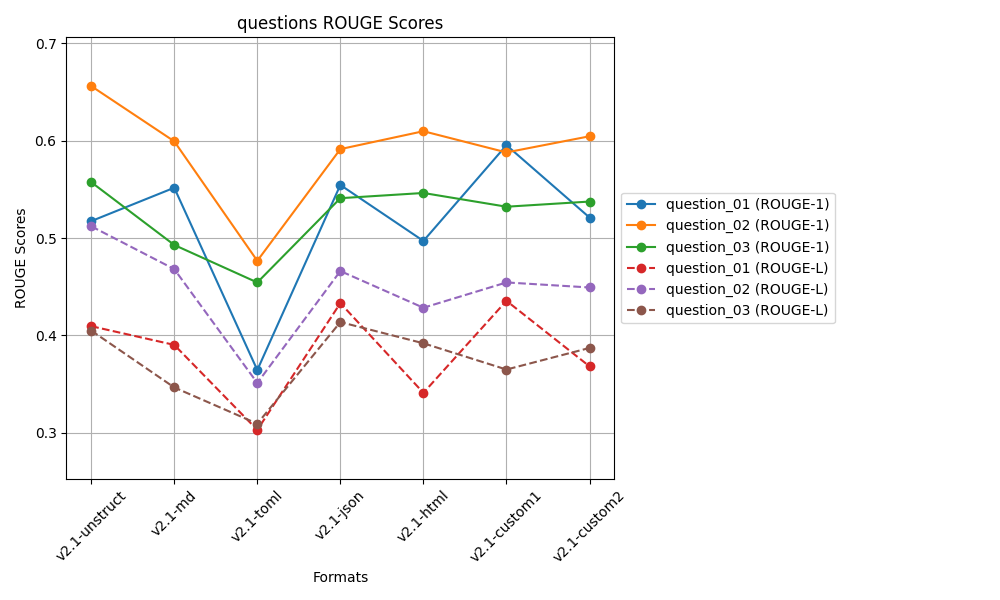 questions ROUGE Scores
ROUGE Scores
0.7
0.6
0.5
0.4
0.3
v2.1-unstruct
v2.1-md
v2.1-toml
v2.1-json
v2.1-html
v2.1-custom1
v2.1-custom2
Formats
question_01 (ROUGE-1)
question_02 (ROUGE-1)
question_03 (ROUGE-1)
question_01 (ROUGE-L)
question_02 (ROUGE-L)
question_03 (ROUGE-L)